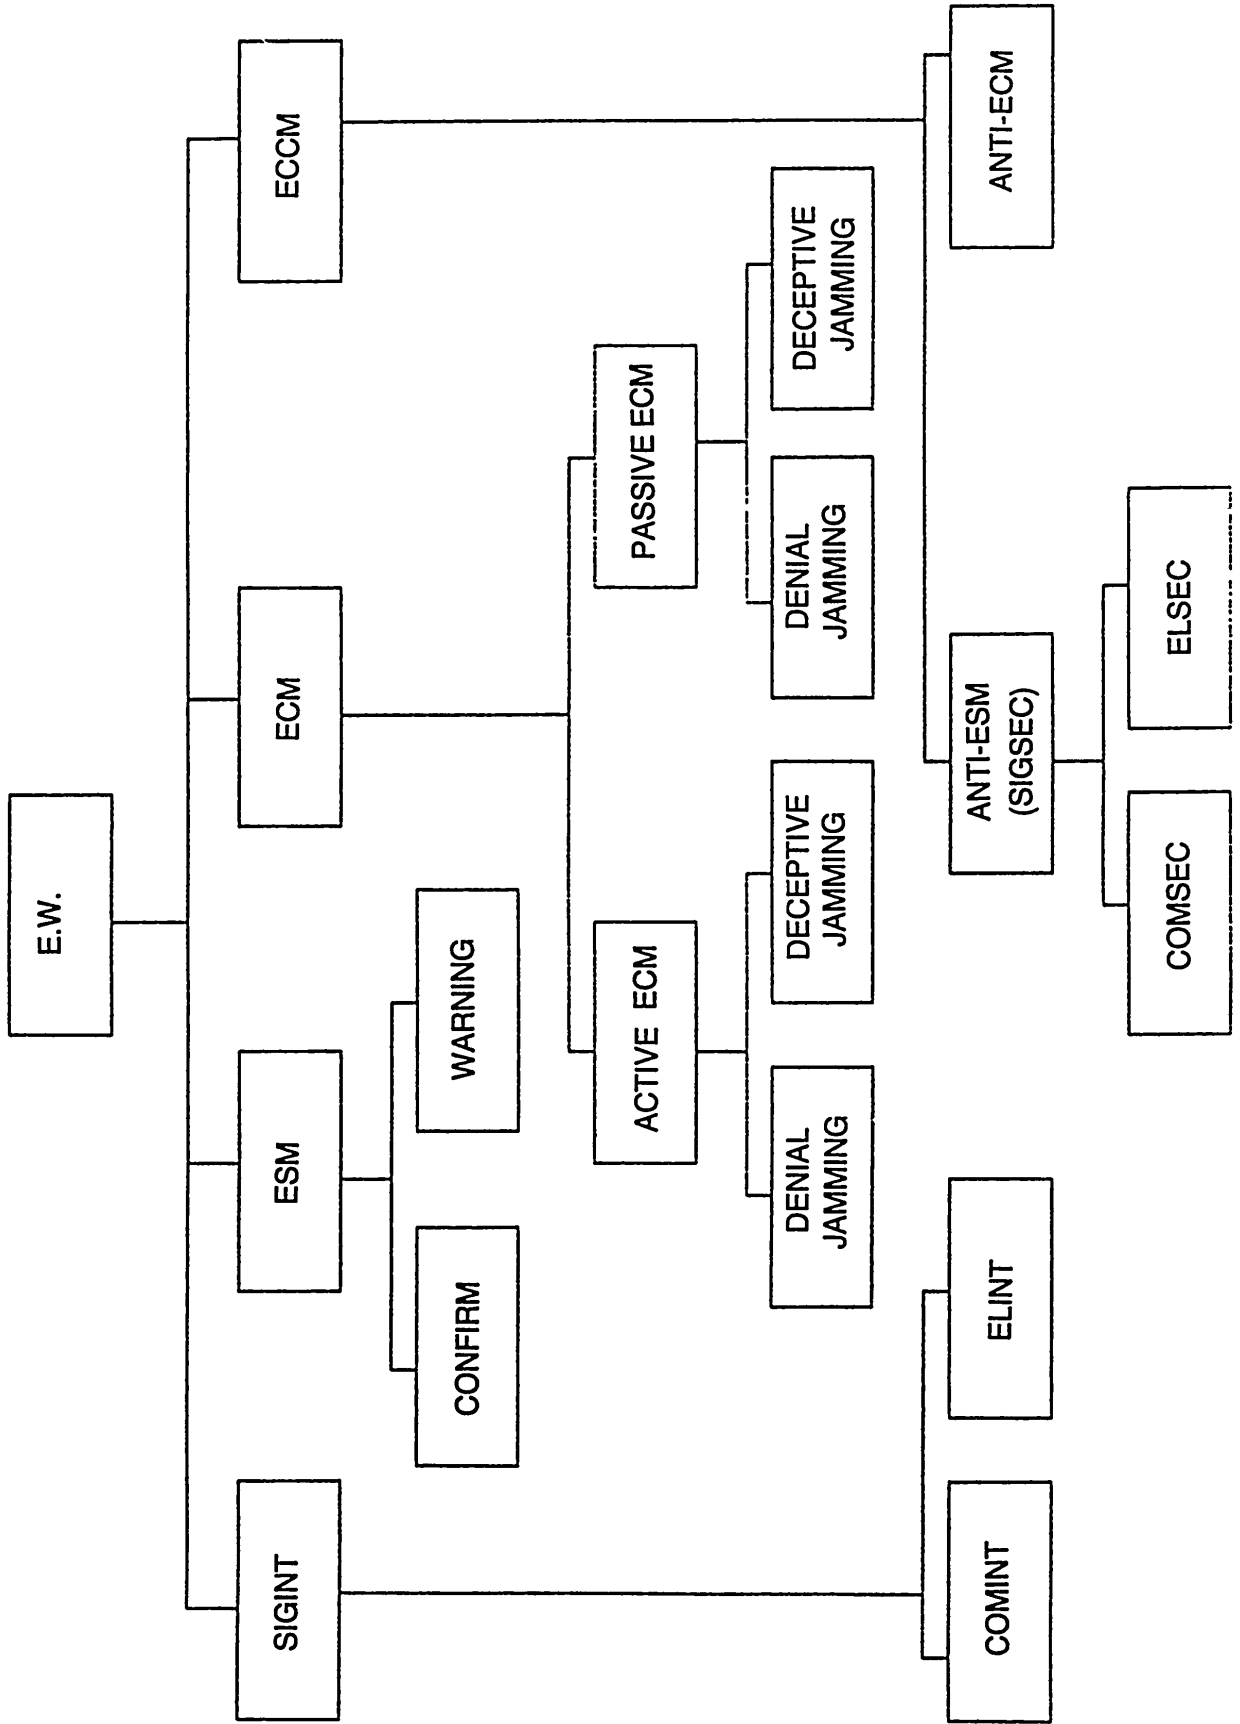 E.W.
SIGINT
ESM
ECM
ECCM
CONFIRM
WARNING
ACTIVE ECM
PASSIVE ECM
DENIAL
JAMMING
DECEPTIVE
JAMMING
DENIAL
JAMMING
DECEPTIVE
JAMMING
COMINT
ELINT
ANTI-ESM
(SIGSEC)
ANTI-ECM
COMSEC
ELSEC